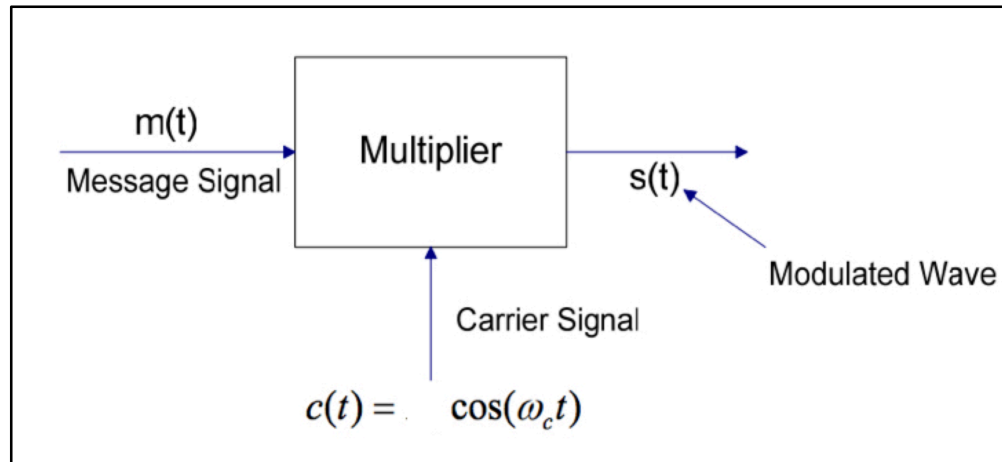 m(t)
Message Signal
Multiplier
s(t)
Modulated Wave
Carrier Signal
c(t) = cos(ω_c t)